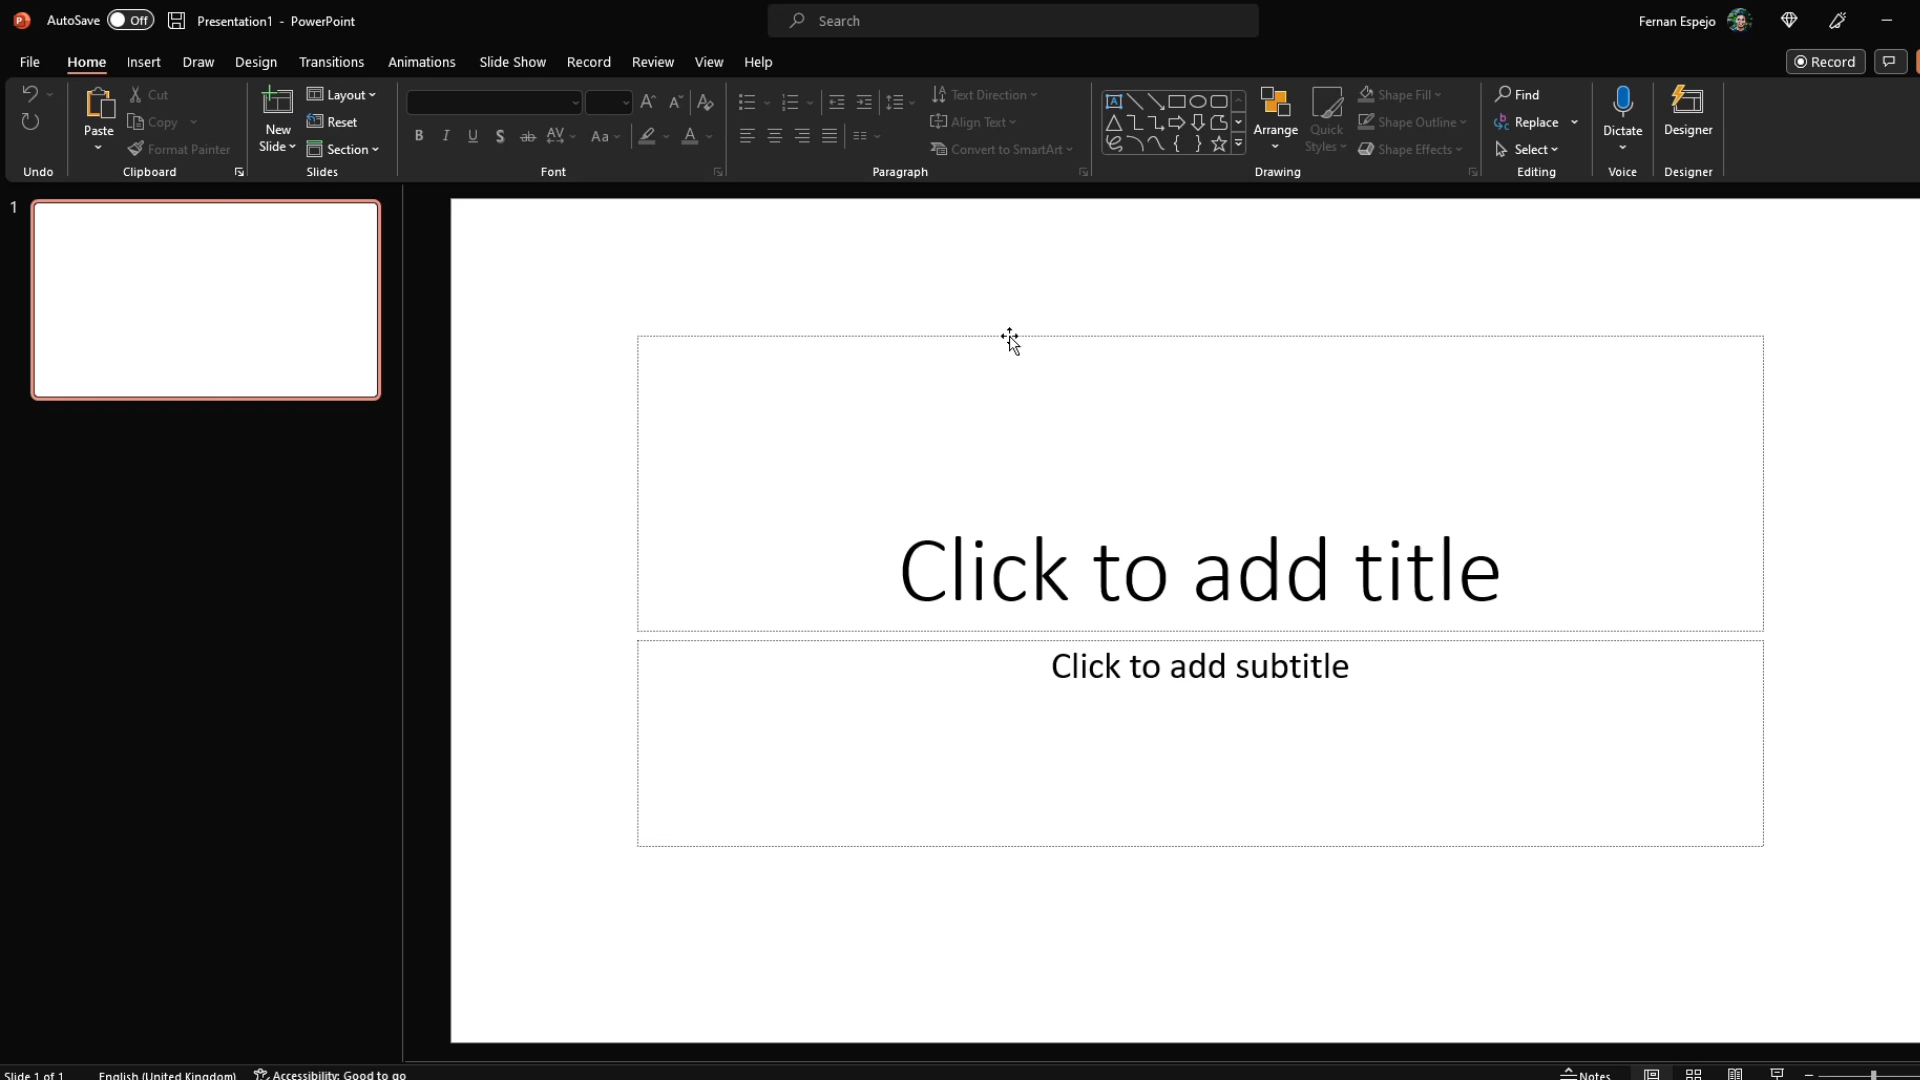 AutoSave Off Presentation1 - PowerPoint Search Fernan Espejo
File Home Insert Draw Design Transitions Animations Slide Show Record Review View Help Record
Undo
Paste Cut Copy Format Painter
Clipboard
New Slide Layout Reset Section
Slides
B I U S ab AV Aa A
Font
Text Direction
Align Text
Convert to SmartArt
Paragraph
Arrange
Quick Styles
Shape Fill
Shape Outline
Shape Effects
Drawing
Find
Replace
Select
Editing
Dictate
Voice
Designer
Designer
1
Click to add title
Click to add subtitle
Slide 1 of 1 English (United Kingdom) Accessibility: Good to go Notes